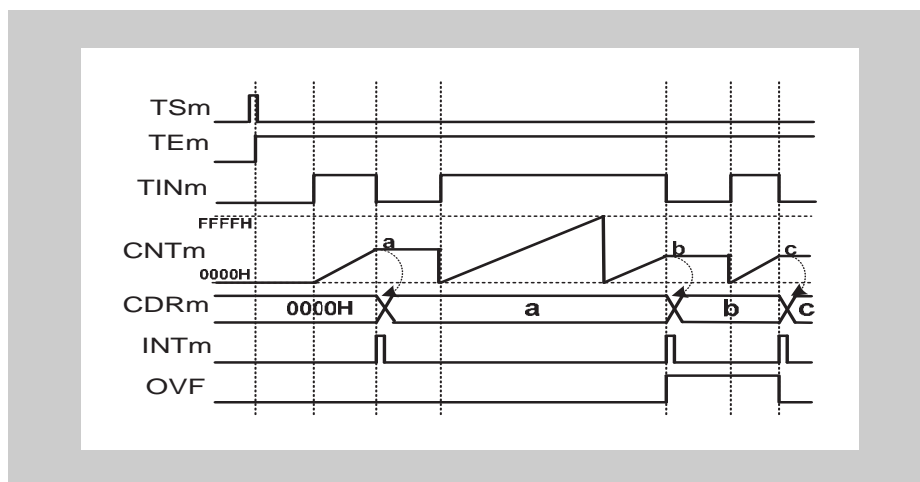 TSm
TEm
TINm
FFFFH
CNTm
a
b
c
0000H
CDRm
0000H
a
b
c
INTm
OVF